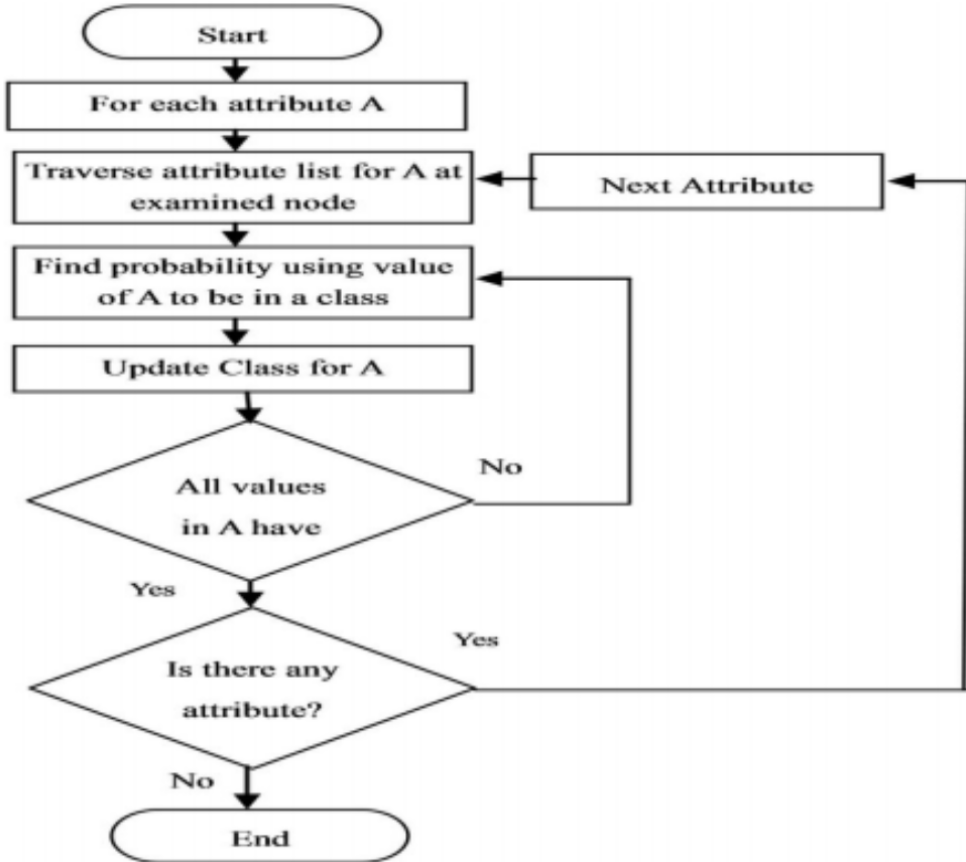 Start
For each attribute A
Traverse attribute list for A at
examined node
Next Attribute
Find probability using value
of A to be in a class
Update Class for A
No
All values
in A have
Yes
Yes
Is there any
attribute?
No
End